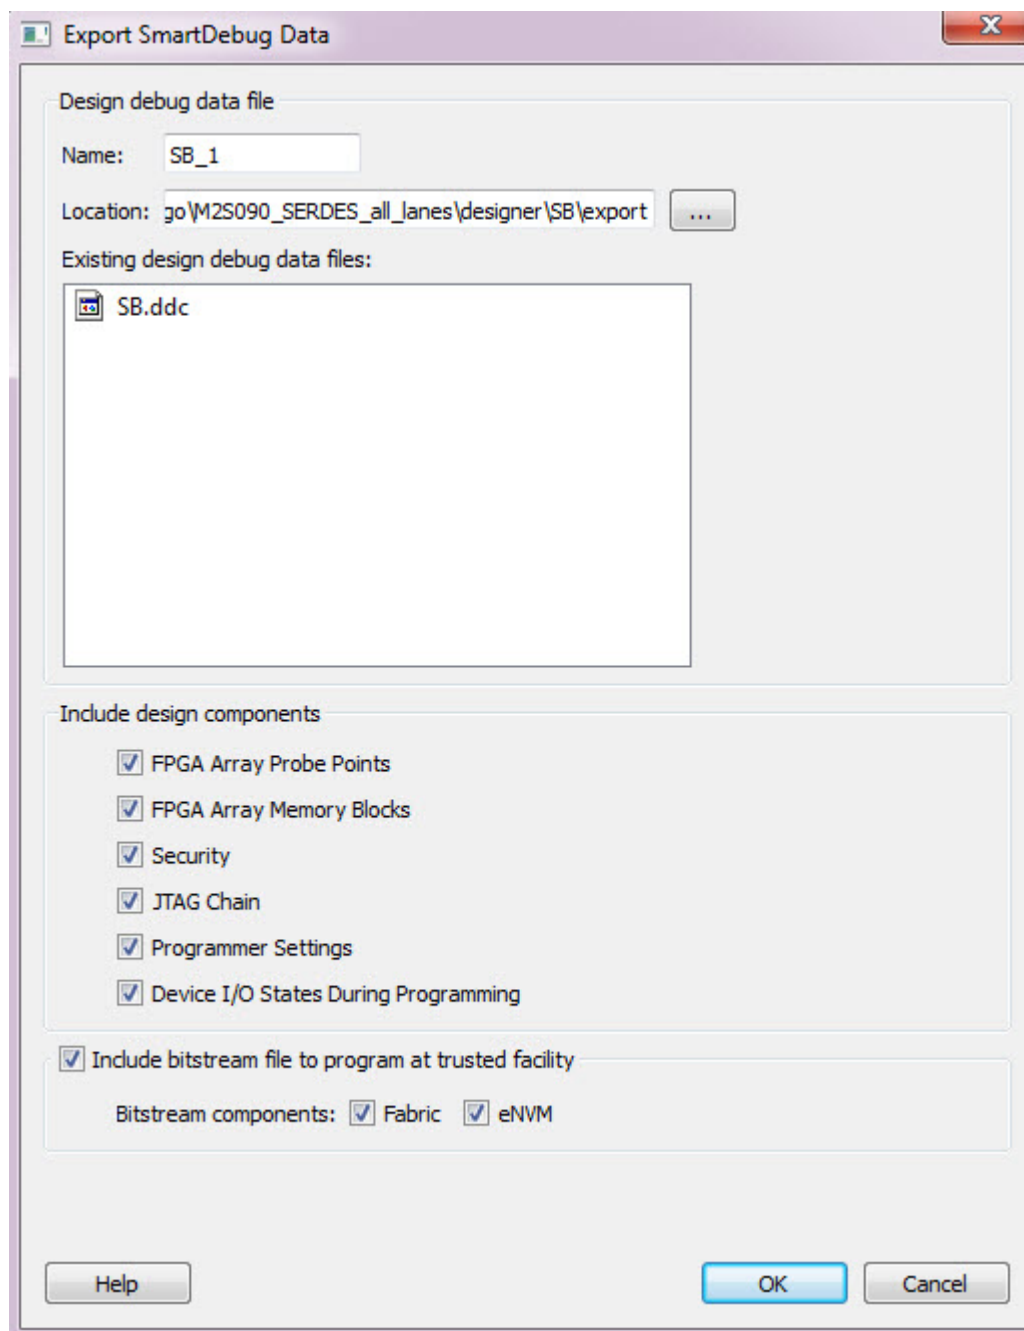 Export SmartDebug Data
Design debug data file
Name: SB_1
Location: go\M2S090_SERDES_all_lanes\designer\SB\export ...
Existing design debug data files:
SB.ddc
Include design components
FPGA Array Probe Points
FPGA Array Memory Blocks
Security
JTAG Chain
Programmer Settings
Device I/O States During Programming
Include bitstream file to program at trusted facility
Bitstream components: Fabric eNVM
Help OK Cancel